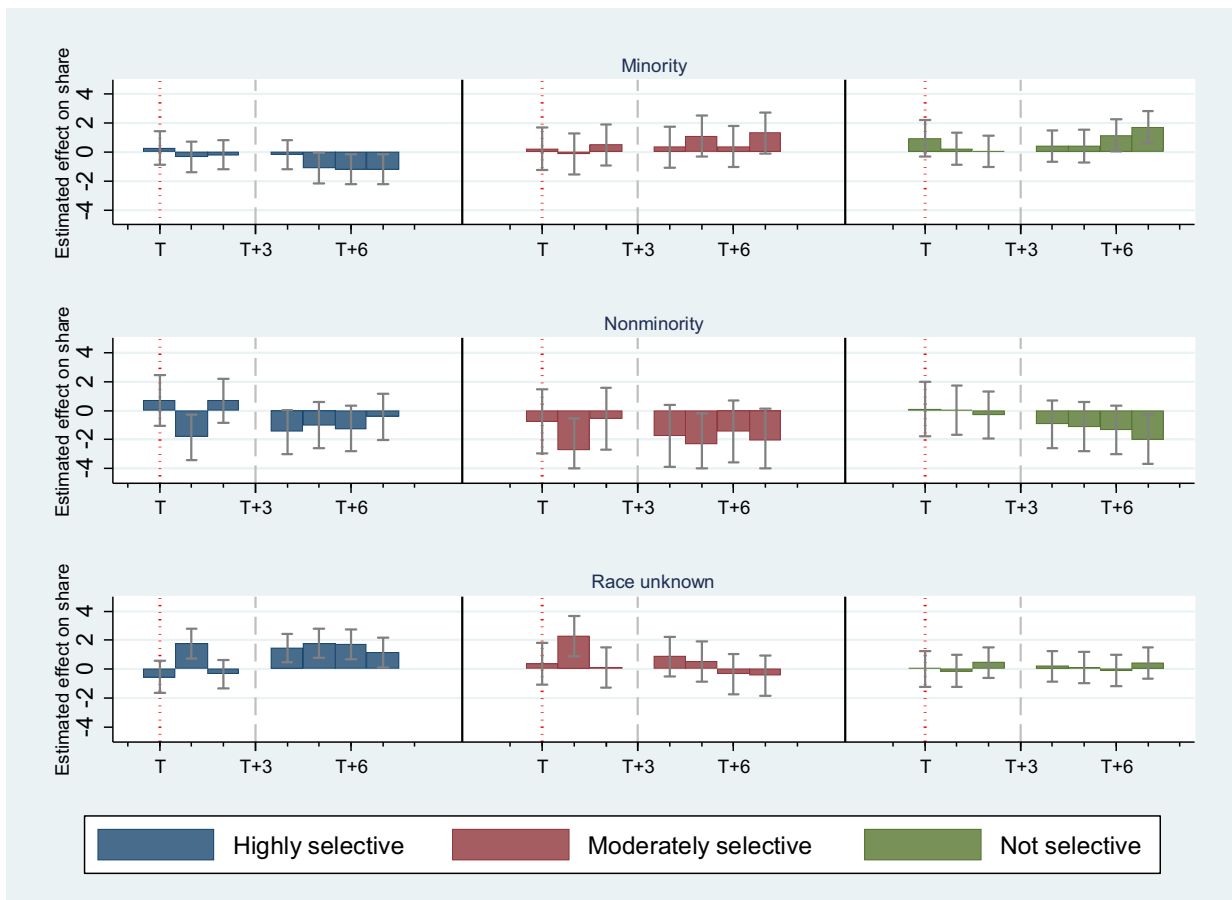 Minority
Estimated effect on share
4
2
0
-2
-4
T T+3 T+6 T T+3 T+6 T T+3 T+6
Nonminority
Estimated effect on share
4
2
0
-2
-4
T T+3 T+6 T T+3 T+6 T T+3 T+6
Race unknown
Estimated effect on share
4
2
0
-2
-4
T T+3 T+6 T T+3 T+6 T T+3 T+6
Highly selective Moderately selective Not selective